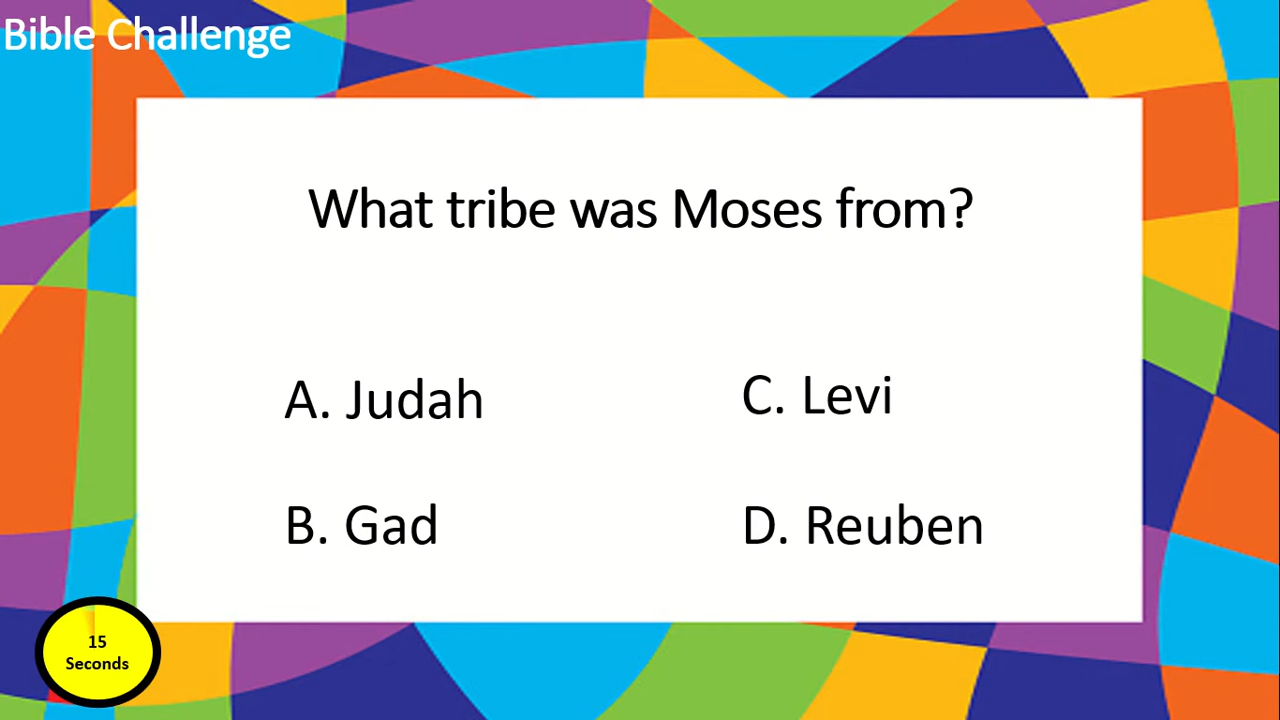 Bible Challenge
What tribe was Moses from?
A. Judah
C. Levi
B. Gad
D. Reuben
15
Seconds